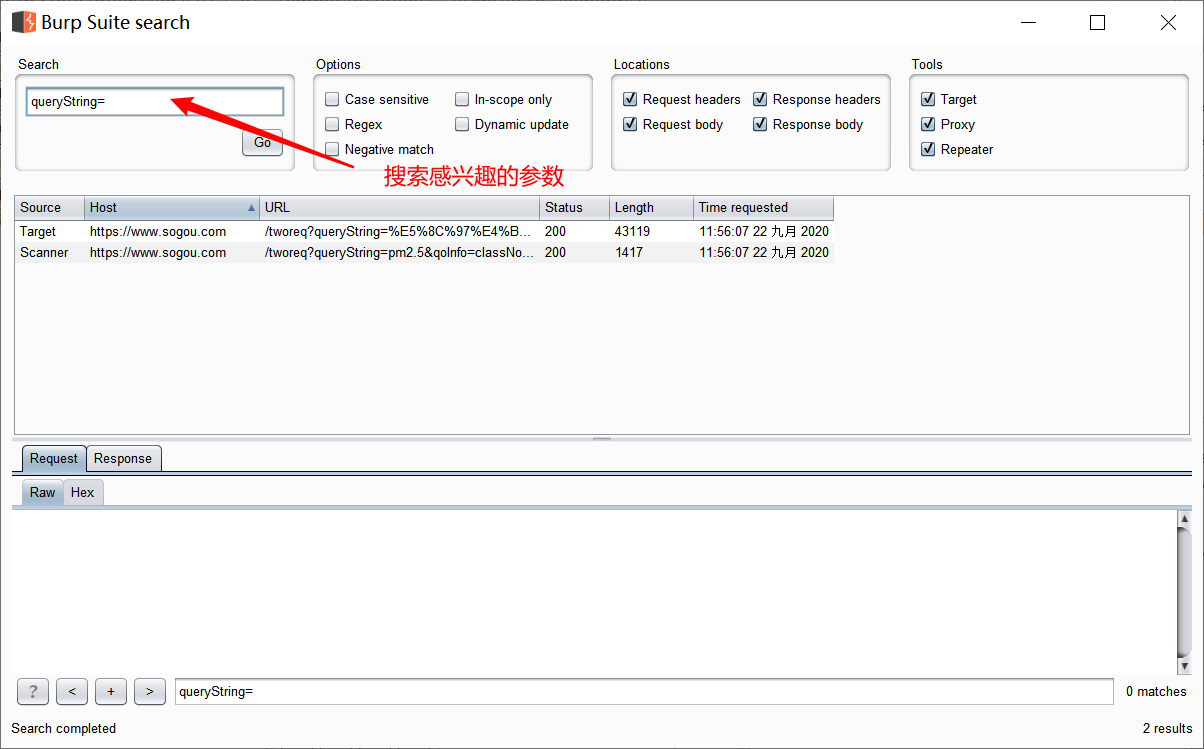 Burp Suite search
Search Options Locations Tools
queryString=
Go
Case sensitive In-scope only
Regex Dynamic update
Negative match
Request headers Response headers
Request body Response body
Target
Proxy
Repeater
搜索感兴趣的参数
Source Host URL Status Length Time requested
Target https://www.sogou.com /tworeq?queryString=%E5%8C%97%E4%B... 200 43119 11:56:07 22 九月 2020
Scanner https://www.sogou.com /tworeq?queryString=pm2.5&qoInfo=classNo... 200 1417 11:56:07 22 九月 2020
Request Response
Raw Hex
? < + > queryString= 0 matches
Search completed 2 results